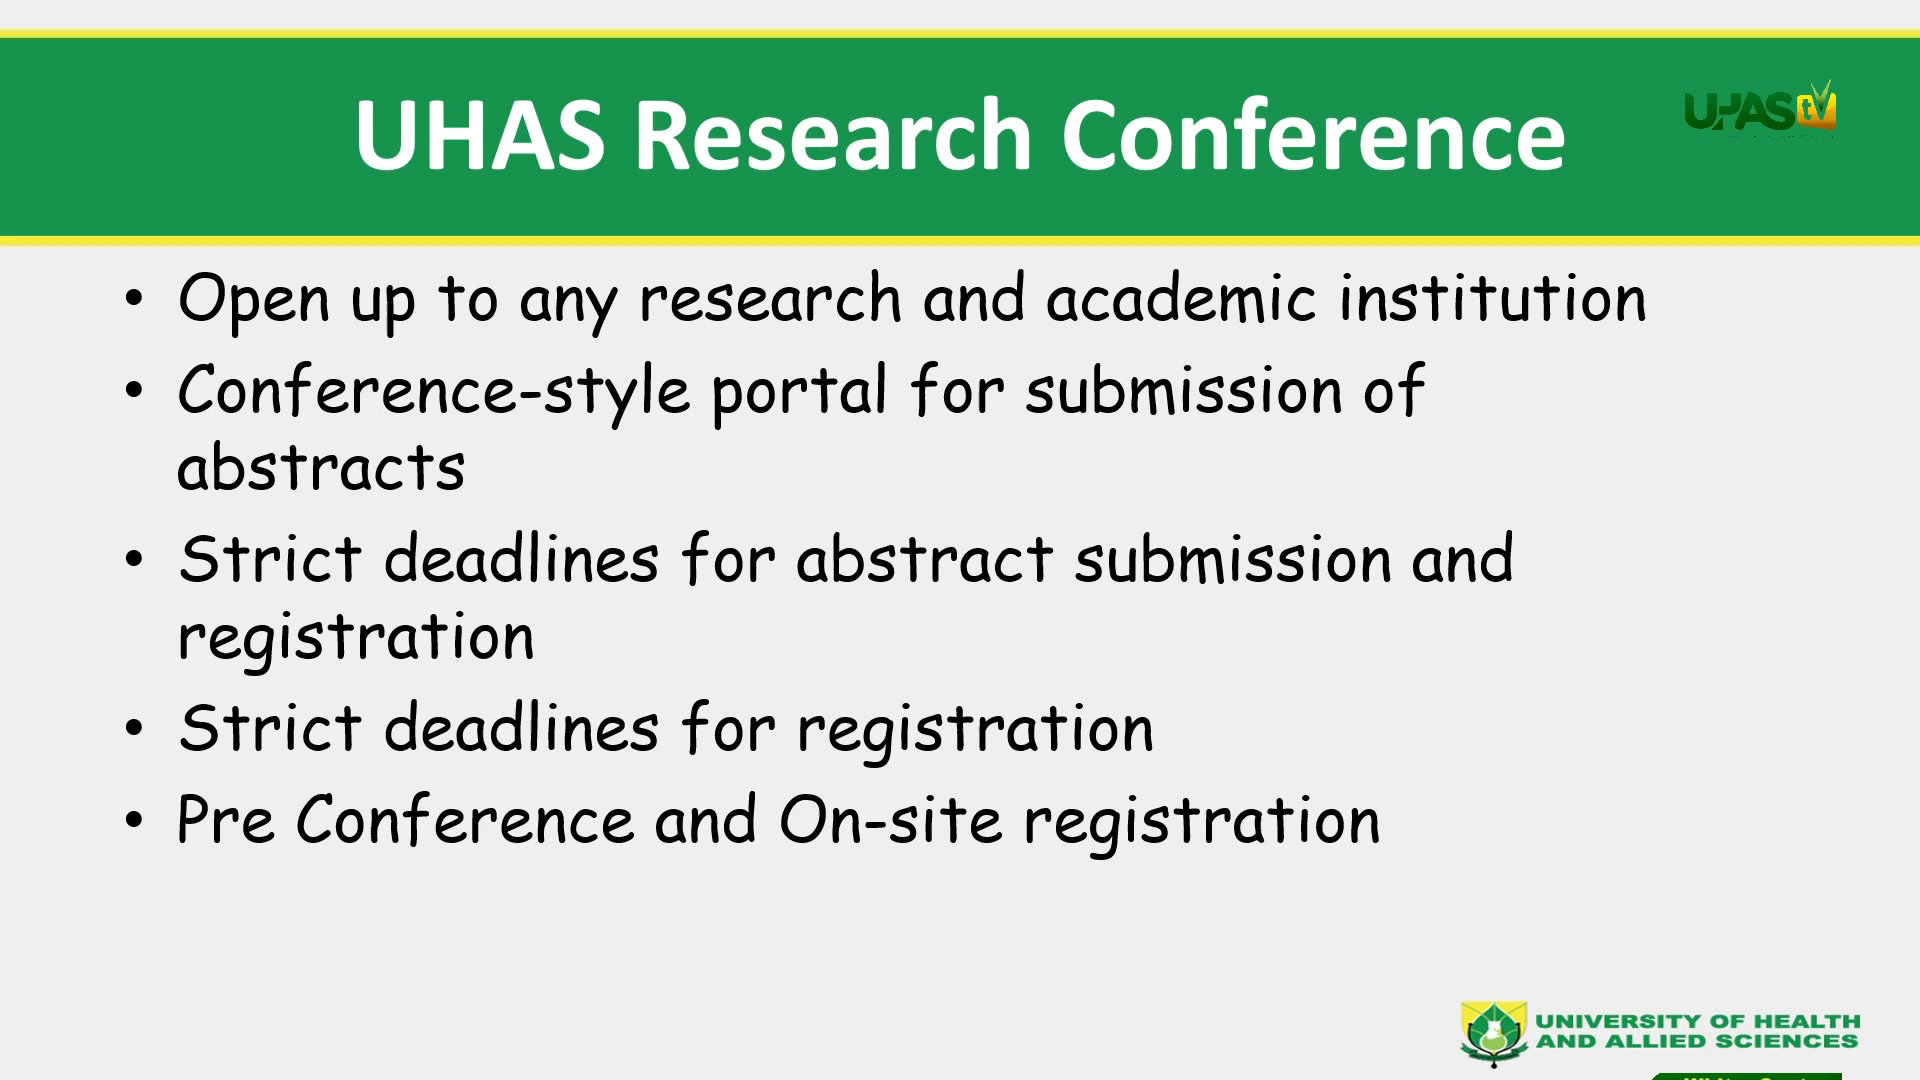 UHAS Research Conference
UHAS tv
• Open up to any research and academic institution
• Conference-style portal for submission of
abstracts
• Strict deadlines for abstract submission and
registration
• Strict deadlines for registration
• Pre Conference and On-site registration
UNIVERSITY OF HEALTH
AND ALLIED SCIENCES